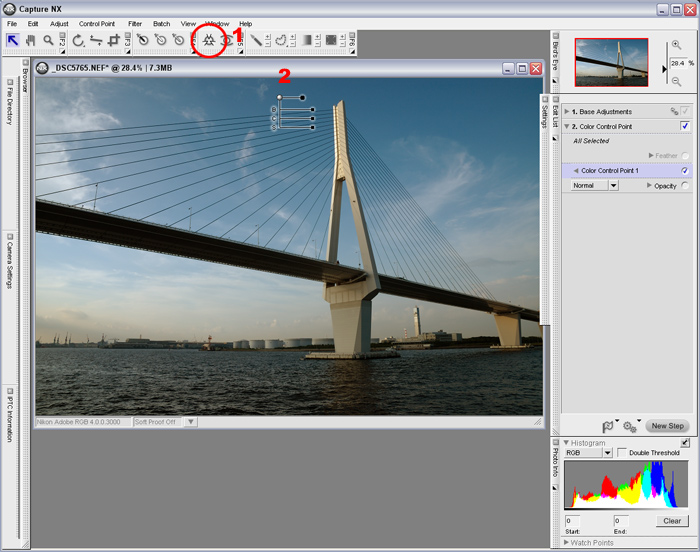 Capture NX
File Edit Adjust Control Point Filter Batch View Window Help
F2
F3
F5
F6
1
Browser
File Directory
Camera Settings
IPTC Information
_DSC5765.NEF* @ 28.4% | 7.3MB
2
B
C
S
Nikon Adobe RGB 4.0.0.3000 Soft Proof Off
Bird's Eye
28.4 %
Edit List
Settings
1. Base Adjustments
2. Color Control Point
All Selected
Feather
Color Control Point 1
Normal Opacity
New Step
Photo Info
Histogram
RGB Double Threshold
0 0 Clear
Start: End:
Watch Points